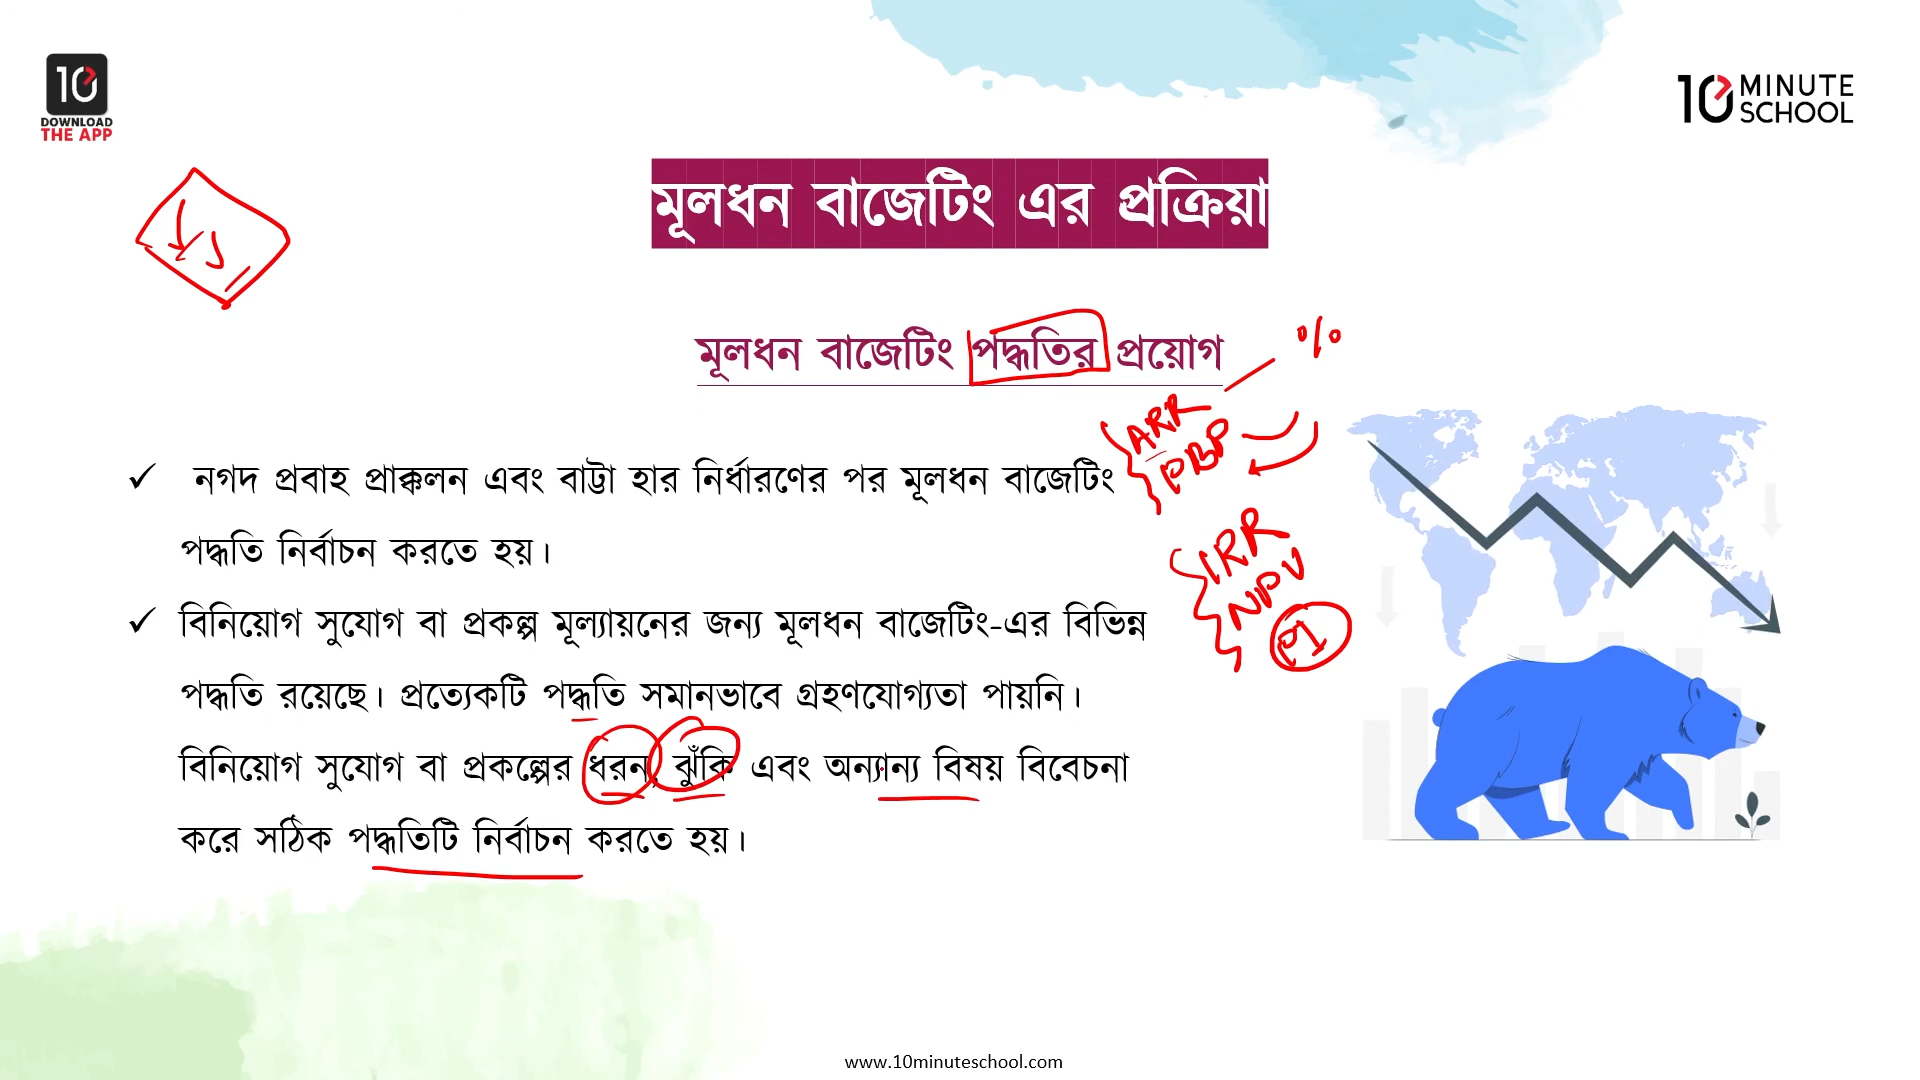 10
DOWNLOAD
THE APP
10 MINUTE
SCHOOL
মূলধন বাজেটিং এর প্রক্রিয়া
মূলধন বাজেটিং পদ্ধতির প্রয়োগ
%
ARR
PBP
✓ নগদ প্রবাহ প্রাক্কলন এবং বাট্টা হার নির্ধারণের পর মূলধন বাজেটিং
পদ্ধতি নির্বাচন করতে হয়।
IRR
NPV
PI
✓ বিনিয়োগ সুযোগ বা প্রকল্প মূল্যায়নের জন্য মূলধন বাজেটিং-এর বিভিন্ন
পদ্ধতি রয়েছে। প্রত্যেকটি পদ্ধতি সমানভাবে গ্রহণযোগ্যতা পায়নি।
বিনিয়োগ সুযোগ বা প্রকল্পের ধরন, ঝুঁকি এবং অন্যান্য বিষয় বিবেচনা
করে সঠিক পদ্ধতিটি নির্বাচন করতে হয়।
www.10minuteschool.com